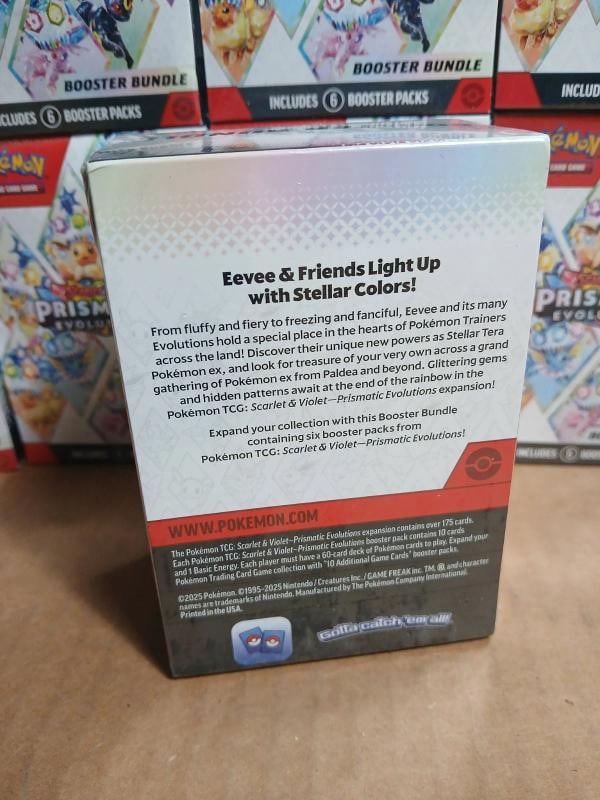 BOOSTER BUNDLE
INCLUDES 6 BOOSTER PACKS
BOOSTER BUNDLE
INCLUDES 6 BOOSTER PACKS
INCLUD
PRISM
EVOLU
PRIS
EVOLU
Eevee & Friends Light Up
with Stellar Colors!
From fluffy and fiery to freezing and fanciful, Eevee and its many
Evolutions hold a special place in the hearts of Pokémon Trainers
across the land! Discover their unique new powers as Stellar Tera
Pokémon ex, and look for treasure of your very own across a grand
gathering of Pokémon ex from Paldea and beyond. Glittering gems
and hidden patterns await at the end of the rainbow in the
Pokémon TCG: Scarlet & Violet—Prismatic Evolutions expansion!
Expand your collection with this Booster Bundle
containing six booster packs from
Pokémon TCG: Scarlet & Violet—Prismatic Evolutions!
WWW.POKEMON.COM
The Pokémon TCG: Scarlet & Violet—Prismatic Evolutions expansion contains over 175 cards.
Each Pokémon TCG: Scarlet & Violet—Prismatic Evolutions booster pack contains 10 cards
and 1 Basic Energy. Each player must have a 60-card deck of Pokémon cards to play. Expand your
Pokémon Trading Card Game collection with "10 Additional Game Cards" booster packs.
©2025 Pokémon. ©1995-2025 Nintendo / Creatures Inc. / GAME FREAK inc. TM, ®, and character
names are trademarks of Nintendo. Manufactured by The Pokémon Company International.
Printed in the USA.
Gotta catch 'em all!